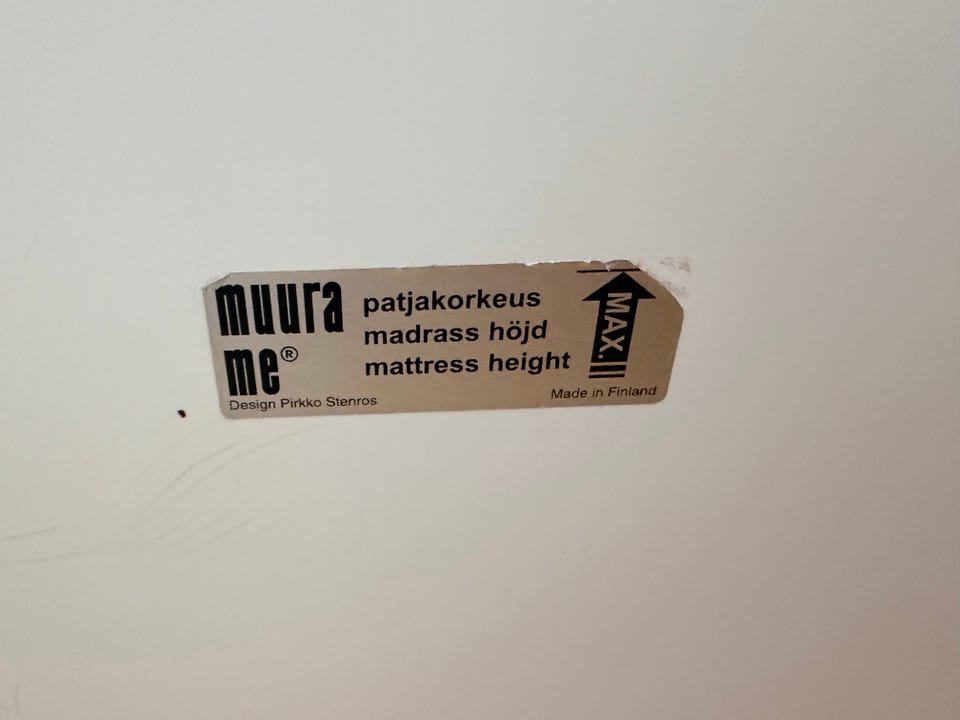 muura
me®
patjakorkeus
madrass höjd
mattress height
MAX.
Design Pirkko Stenros
Made in Finland